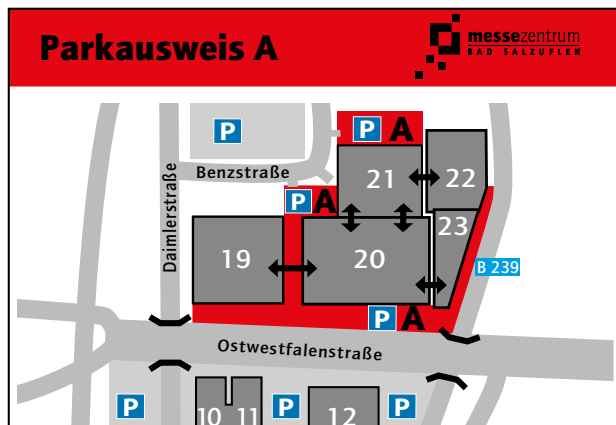 Parkausweis A
messezentrum
BAD SALZUFLEN
P
P A
Benzstraße
21
22
P A
Daimlerstraße
23
19
20
B 239
P A
Ostwestfalenstraße
P
10
11
P
12
P